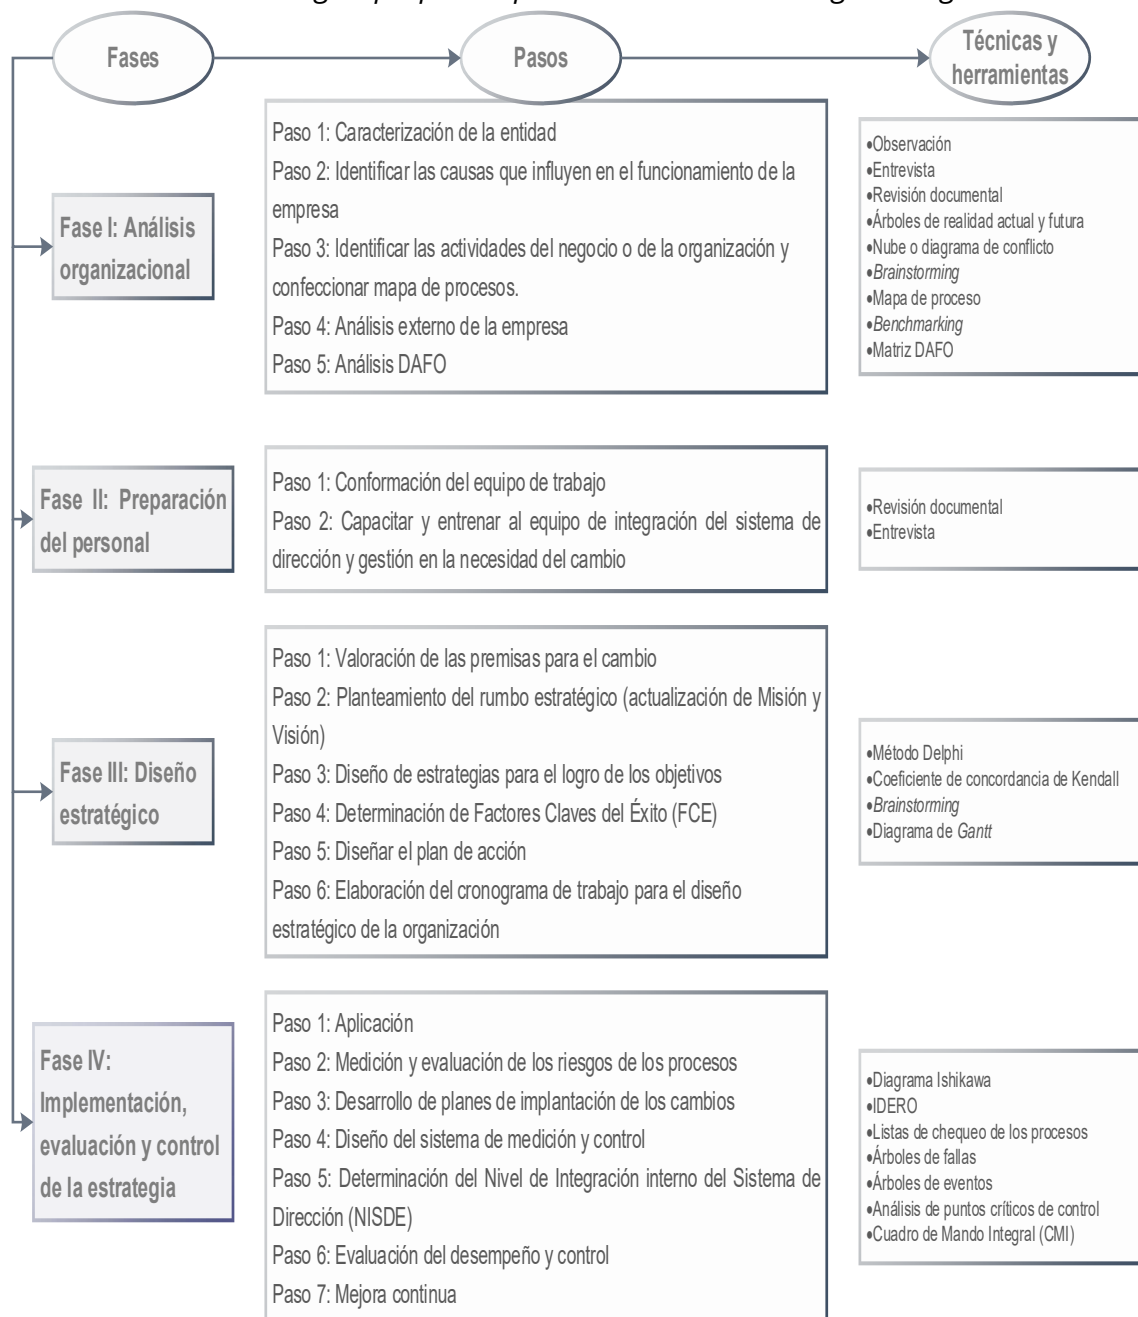 Fases
Pasos
Técnicas y
herramientas
Fase I: Análisis
organizacional
Paso 1: Caracterización de la entidad
Paso 2: Identificar las causas que influyen en el funcionamiento de la
empresa
Paso 3: Identificar las actividades del negocio o de la organización y
confeccionar mapa de procesos.
Paso 4: Análisis externo de la empresa
Paso 5: Análisis DAFO
•Observación
•Entrevista
•Revisión documental
•Árboles de realidad actual y futura
•Nube o diagrama de conflicto
•Brainstorming
•Mapa de proceso
•Benchmarking
•Matriz DAFO
Fase II: Preparación
del personal
Paso 1: Conformación del equipo de trabajo
Paso 2: Capacitar y entrenar al equipo de integración del sistema de
dirección y gestión en la necesidad del cambio
•Revisión documental
•Entrevista
Fase III: Diseño
estratégico
Paso 1: Valoración de las premisas para el cambio
Paso 2: Planteamiento del rumbo estratégico (actualización de Misión y
Visión)
Paso 3: Diseño de estrategias para el logro de los objetivos
Paso 4: Determinación de Factores Claves del Éxito (FCE)
Paso 5: Diseñar el plan de acción
Paso 6: Elaboración del cronograma de trabajo para el diseño
estratégico de la organización
•Método Delphi
•Coeficiente de concordancia de Kendall
•Brainstorming
•Diagrama de Gantt
Fase IV:
Implementación,
evaluación y control
de la estrategia
Paso 1: Aplicación
Paso 2: Medición y evaluación de los riesgos de los procesos
Paso 3: Desarrollo de planes de implantación de los cambios
Paso 4: Diseño del sistema de medición y control
Paso 5: Determinación del Nivel de Integración interno del Sistema de
Dirección (NISDE)
Paso 6: Evaluación del desempeño y control
Paso 7: Mejora continua
•Diagrama Ishikawa
•IDERO
•Listas de chequeo de los procesos
•Árboles de fallas
•Árboles de eventos
•Análisis de puntos críticos de control
•Cuadro de Mando Integral (CMI)